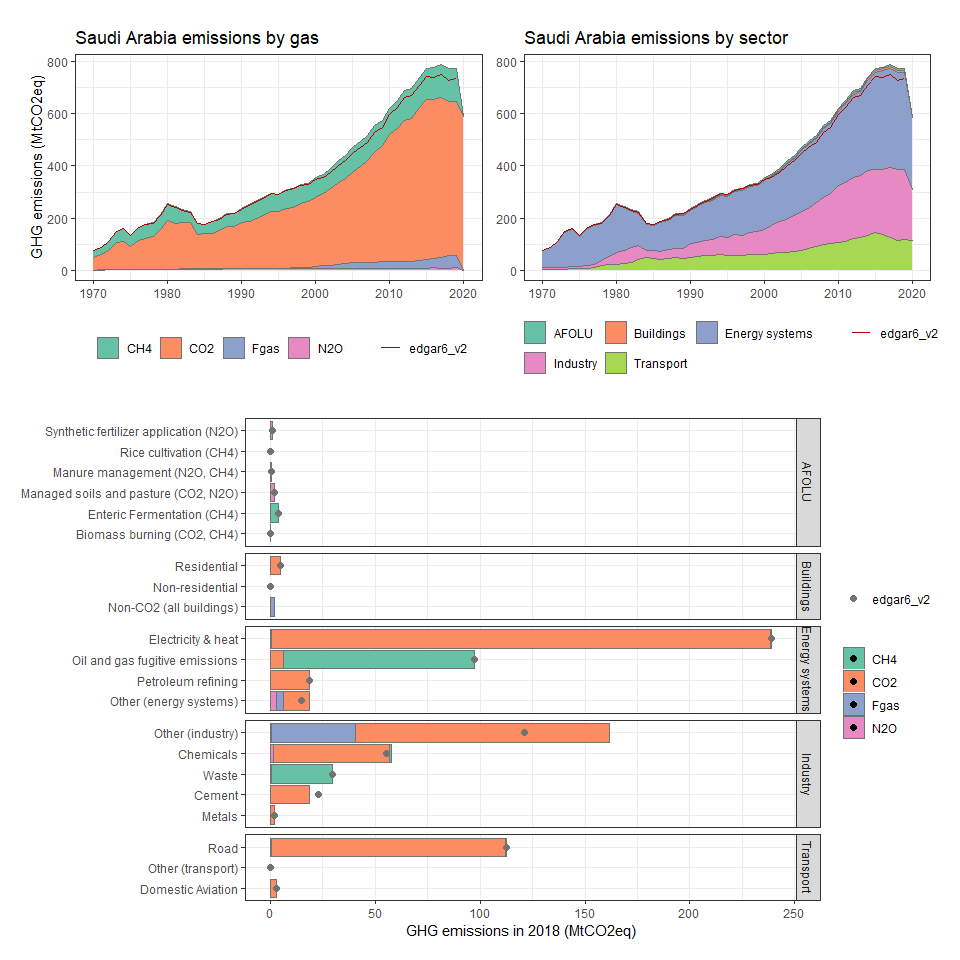 Saudi Arabia emissions by gas
GHG emissions (MtCO2eq)
800
600
400
200
0
1970 1980 1990 2000 2010 2020
CH4 CO2 Fgas N2O edgar6_v2
Saudi Arabia emissions by sector
800
600
400
200
0
1970 1980 1990 2000 2010 2020
AFOLU Buildings Energy systems edgar6_v2
Industry Transport
Synthetic fertilizer application (N2O)
Rice cultivation (CH4)
Manure management (N2O, CH4)
Managed soils and pasture (CO2, N2O)
Enteric Fermentation (CH4)
Biomass burning (CO2, CH4)
AFOLU
Residential
Non-residential
Non-CO2 (all buildings)
Buildings
Electricity & heat
Oil and gas fugitive emissions
Petroleum refining
Other (energy systems)
Energy systems
Other (industry)
Chemicals
Waste
Cement
Metals
Industry
Road
Other (transport)
Domestic Aviation
Transport
0 50 100 150 200 250
GHG emissions in 2018 (MtCO2eq)
edgar6_v2
CH4
CO2
Fgas
N2O